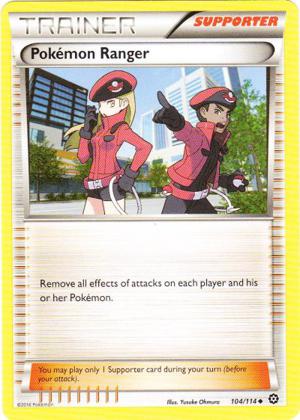 TRAINER
SUPPORTER
Pokémon Ranger
Remove all effects of attacks on each player and his
or her Pokémon.
You may play only 1 Supporter card during your turn (before
your attack).
©2016 Pokémon
Illus. Yusuke Ohmura
104/114